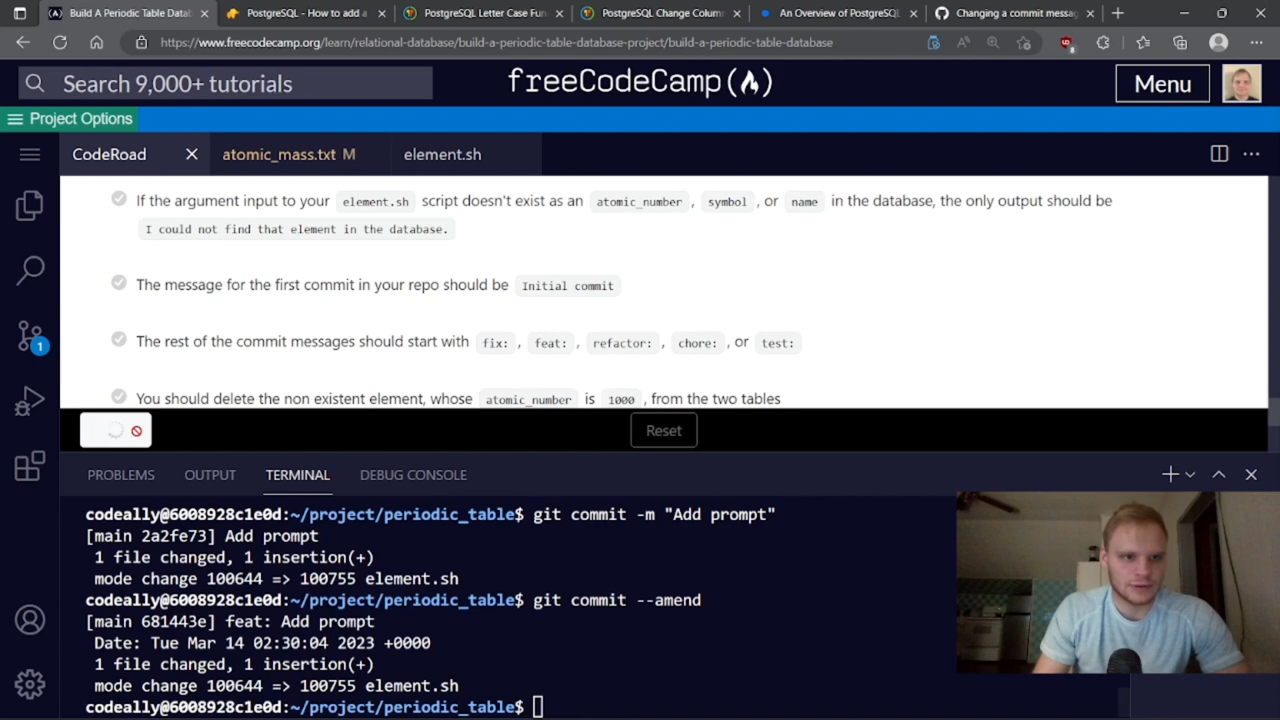 Build A Periodic Table Datab
PostgreSQL - How to add a
PostgreSQL Letter Case Fun
PostgreSQL Change Colum
An Overview of PostgreSQL
Changing a commit messag
https://www.freecodecamp.org/learn/relational-database/build-a-periodic-table-database-project/build-a-periodic-table-database
Search 9,000+ tutorials
freeCodeCamp
Menu
Project Options
CodeRoad
atomic_mass.txt M
element.sh
If the argument input to your element.sh script doesn't exist as an atomic_number, symbol, or name in the database, the only output should be
I could not find that element in the database.
The message for the first commit in your repo should be Initial commit
The rest of the commit messages should start with fix:, feat:, refactor:, chore:, or test:
You should delete the non existent element, whose atomic_number is 1000, from the two tables
1
Reset
PROBLEMS OUTPUT TERMINAL DEBUG CONSOLE
codeally@6008928c1e0d:~/project/periodic_table$ git commit -m "Add prompt"
[main 2a2fe73] Add prompt
1 file changed, 1 insertion(+)
mode change 100644 => 100755 element.sh
codeally@6008928c1e0d:~/project/periodic_table$ git commit --amend
[main 681443e] feat: Add prompt
Date: Tue Mar 14 02:30:04 2023 +0000
1 file changed, 1 insertion(+)
mode change 100644 => 100755 element.sh
codeally@6008928c1e0d:~/project/periodic_table$